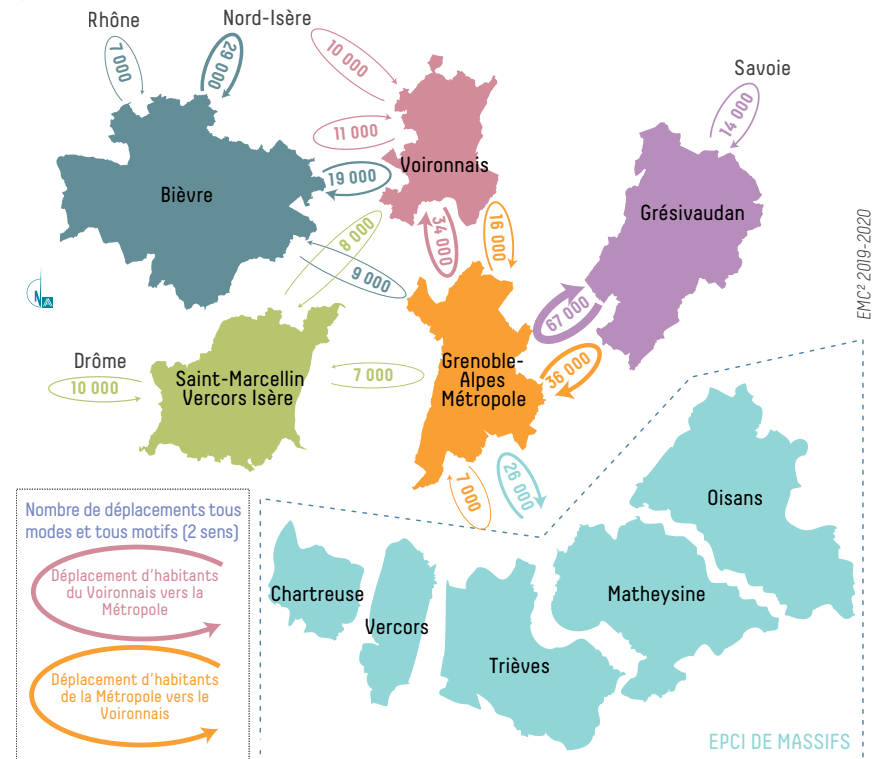 Rhône
Nord-Isère
7 000
29 000
10 000
Savoie
14 000
11 000
Voironnais
19 000
Bièvre
Grésivaudan
8 000
34 000
16 000
9 000
EMC² 2019-2020
67 000
Drôme
10 000
Saint-Marcellin
Vercors Isère
7 000
Grenoble-
Alpes
Métropole
36 000
7 000
26 000
Oisans
Nombre de déplacements tous
modes et tous motifs (2 sens)
Déplacement d'habitants
du Voironnais vers la
Métropole
Déplacement d'habitants
de la Métropole vers le
Voironnais
Chartreuse
Vercors
Trièves
Matheysine
EPCI DE MASSIFS